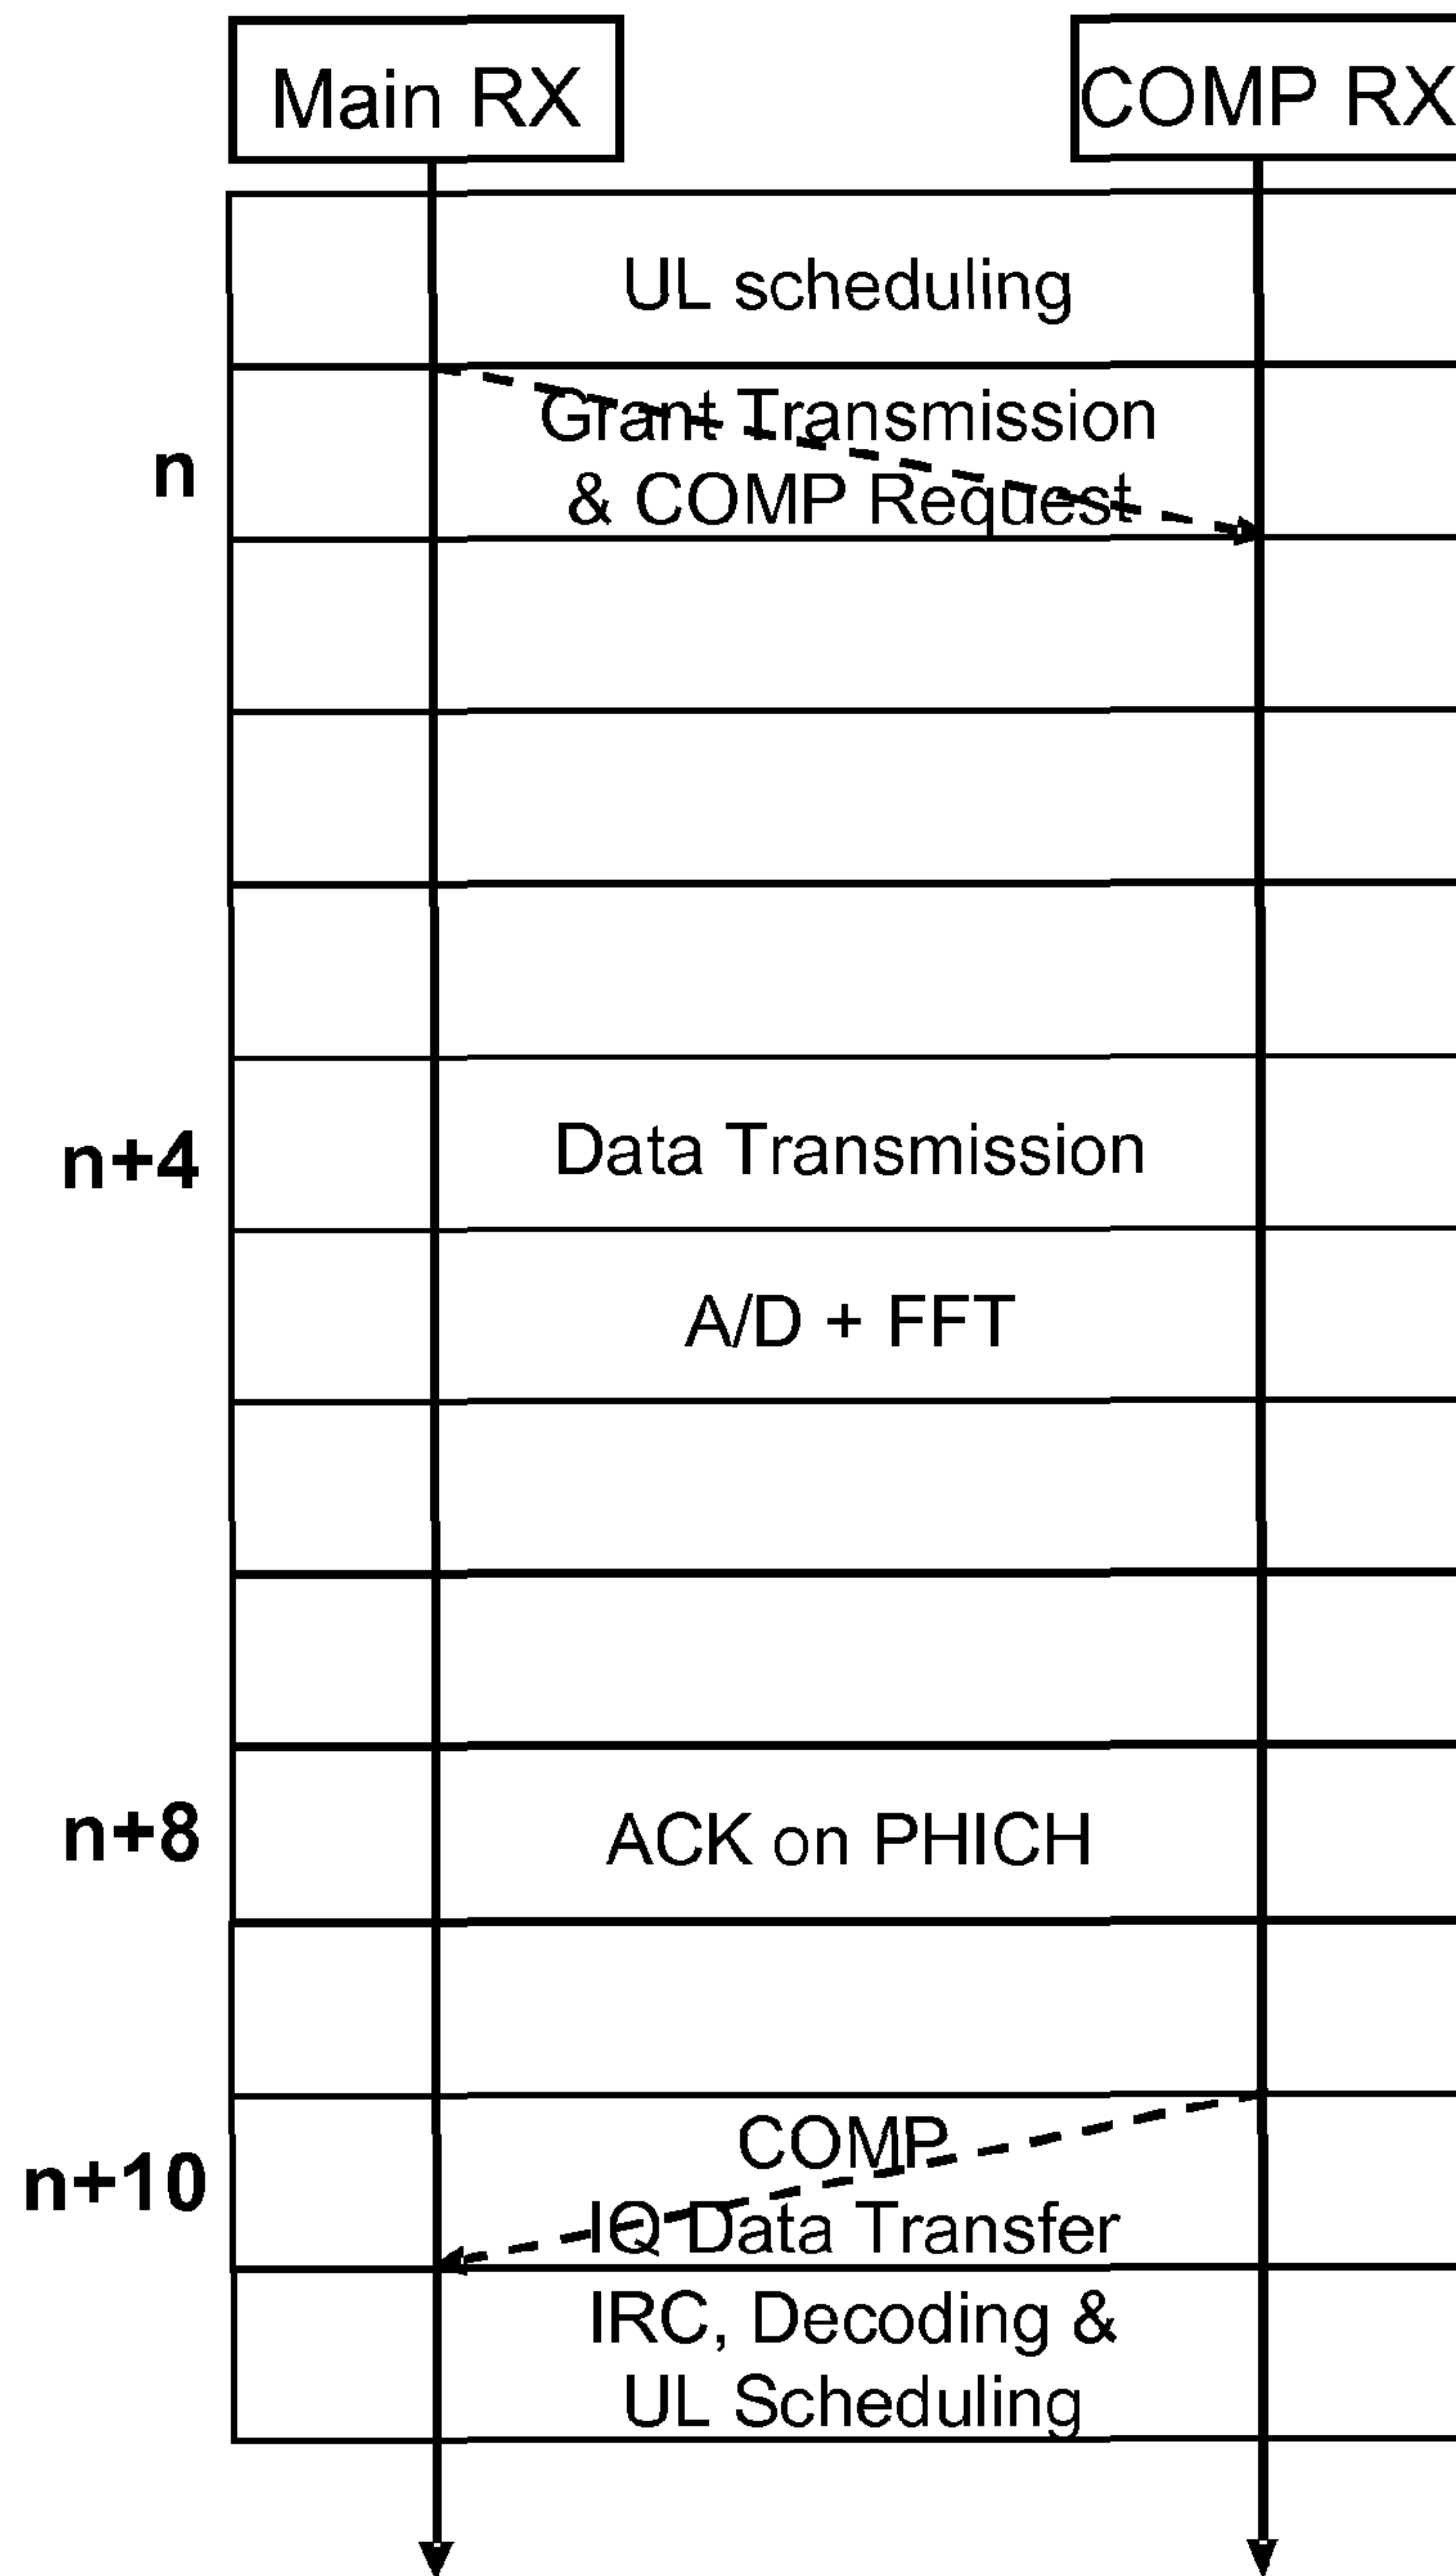 Main RX
COMP RX
UL scheduling
n
Grant Transmission
& COMP Request
n+4
Data Transmission
A/D + FFT
n+8
ACK on PHICH
n+10
COMP
IQ Data Transfer
IRC, Decoding &
UL Scheduling